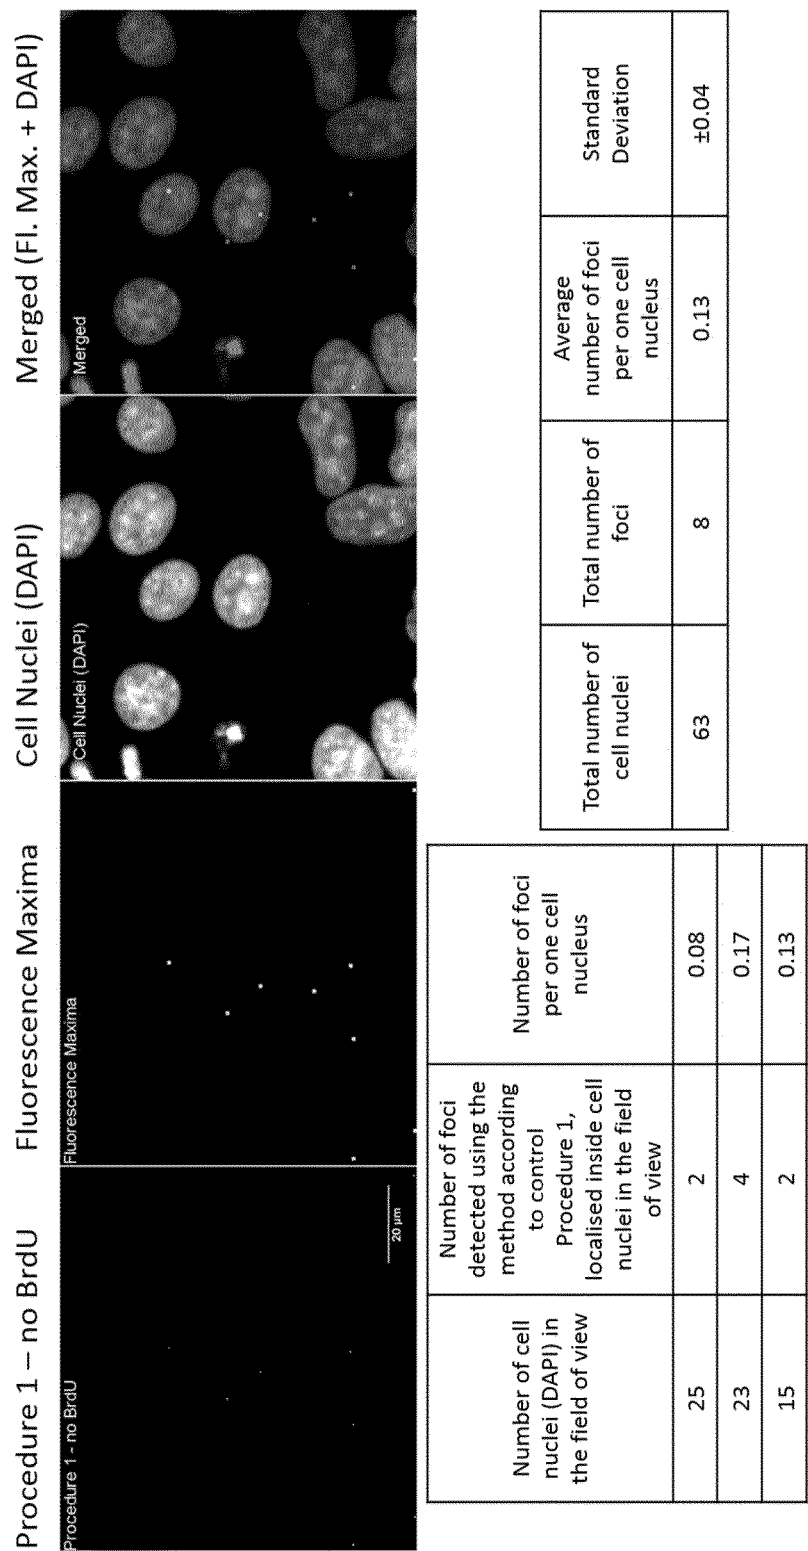 Procedure 1 – no BrdU
Fluorescence Maxima
Cell Nuclei (DAPI)
Merged (Fl. Max. + DAPI)
Procedure 1 - no BrdU
20 µm
Fluorescence Maxima
Cell Nuclei (DAPI)
Merged
Number of cell
nuclei (DAPI) in
the field of view
Number of foci
detected using the
method according
to control
Procedure 1,
localised inside cell
nuclei in the field
of view
Number of foci
per one cell
nucleus
25
2
0.08
23
4
0.17
15
2
0.13
Total number of
cell nuclei
Total number of
foci
Average
number of foci
per one cell
nucleus
Standard
Deviation
63
8
0.13
±0.04